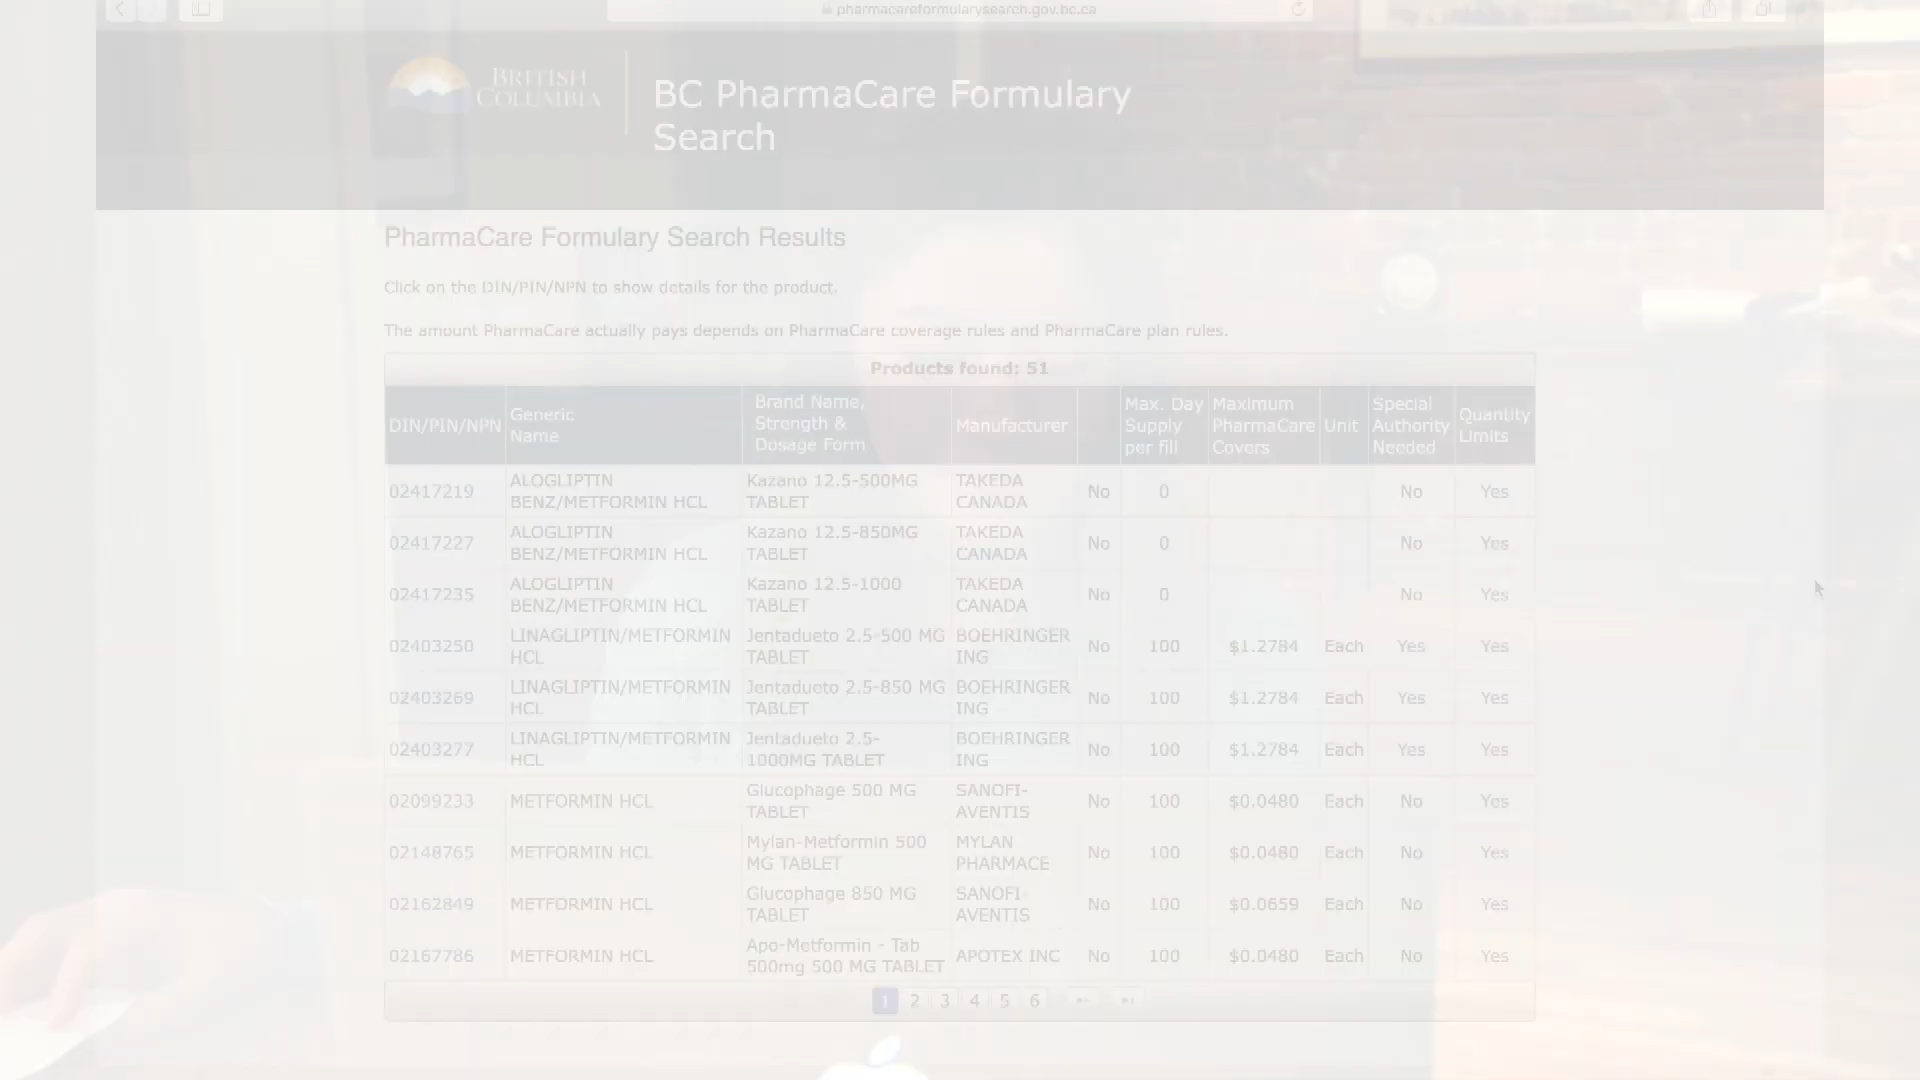 pharmacareformularysearch.gov.bc.ca
BRITISH
COLUMBIA
BC PharmaCare Formulary
Search
PharmaCare Formulary Search Results
Click on the DIN/PIN/NPN to show details for the product.
The amount PharmaCare actually pays depends on PharmaCare coverage rules and PharmaCare plan rules.
Products found: 51
DIN/PIN/NPN Generic Name Brand Name, Strength & Dosage Form Manufacturer Max. Day Supply per fill Maximum PharmaCare Covers Unit Special Authority Needed Quantity Limits
02417219 ALOGLIPTIN BENZ/METFORMIN HCL Kazano 12.5-500MG TABLET TAKEDA CANADA No 0 No Yes
02417227 ALOGLIPTIN BENZ/METFORMIN HCL Kazano 12.5-850MG TABLET TAKEDA CANADA No 0 No Yes
02417235 ALOGLIPTIN BENZ/METFORMIN HCL Kazano 12.5-1000 TABLET TAKEDA CANADA No 0 No Yes
02403250 LINAGLIPTIN/METFORMIN HCL Jentadueto 2.5-500 MG TABLET BOEHRINGER ING No 100 $1.2784 Each Yes Yes
02403269 LINAGLIPTIN/METFORMIN HCL Jentadueto 2.5-850 MG TABLET BOEHRINGER ING No 100 $1.2784 Each Yes Yes
02403277 LINAGLIPTIN/METFORMIN HCL Jentadueto 2.5-1000MG TABLET BOEHRINGER ING No 100 $1.2784 Each Yes Yes
02099233 METFORMIN HCL Glucophage 500 MG TABLET SANOFI-AVENTIS No 100 $0.0480 Each No Yes
02148765 METFORMIN HCL Mylan-Metformin 500 MG TABLET MYLAN PHARMACE No 100 $0.0480 Each No Yes
02162849 METFORMIN HCL Glucophage 850 MG TABLET SANOFI-AVENTIS No 100 $0.0659 Each No Yes
02167786 METFORMIN HCL Apo-Metformin - Tab 500mg 500 MG TABLET APOTEX INC No 100 $0.0480 Each No Yes
1 2 3 4 5 6